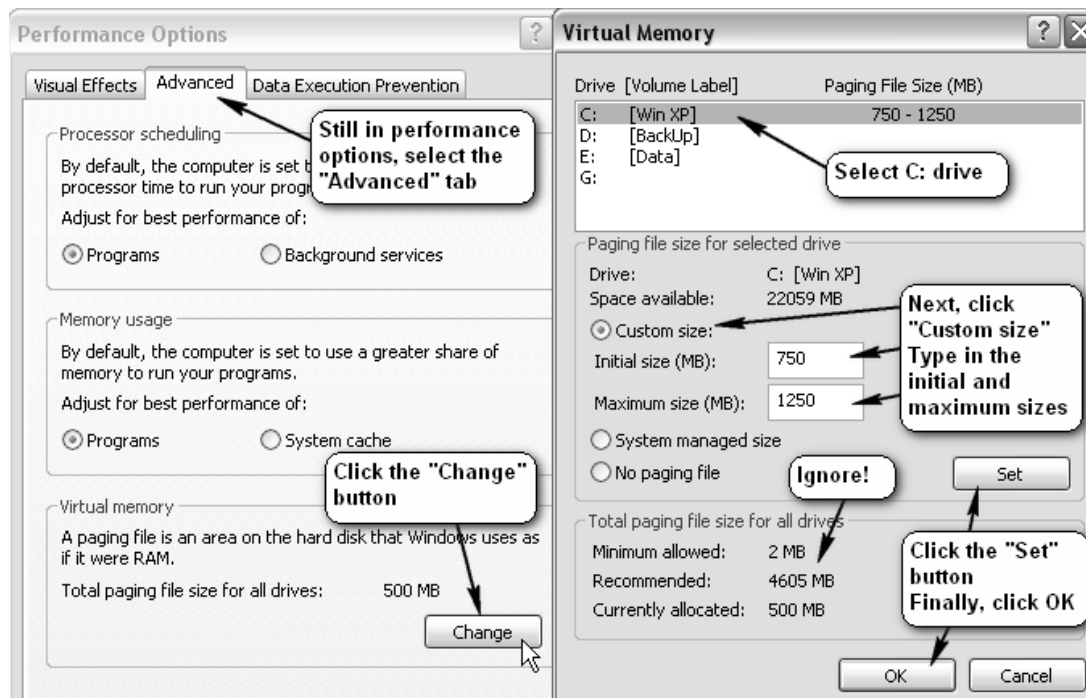 Performance Options
?
Visual Effects
Advanced
Data Execution Prevention
Still in performance
options, select the
"Advanced" tab
Processor scheduling
By default, the computer is set to
processor time to run your
Adjust for best performance of:
Programs
Background services
Memory usage
By default, the computer is set to use a greater share of
memory to run your programs.
Adjust for best performance of:
Programs
System cache
Click the "Change"
button
Virtual memory
A paging file is an area on the hard disk that Windows uses as
if it were RAM.
Total paging file size for all drives: 500 MB
Change
Virtual Memory
? X
Drive [Volume Label] Paging File Size (MB)
C: [Win XP] 750 - 1250
D: [BackUp]
E: [Data]
G:
Select C: drive
Paging file size for selected drive
Drive: C: [Win XP]
Space available: 22059 MB
Custom size:
Initial size (MB): 750
Maximum size (MB): 1250
Next, click
"Custom size"
Type in the
initial and
maximum sizes
System managed size
No paging file
Ignore!
Set
Total paging file size for all drives
Minimum allowed: 2 MB
Recommended: 4605 MB
Currently allocated: 500 MB
Click the "Set"
button
Finally, click OK
OK
Cancel